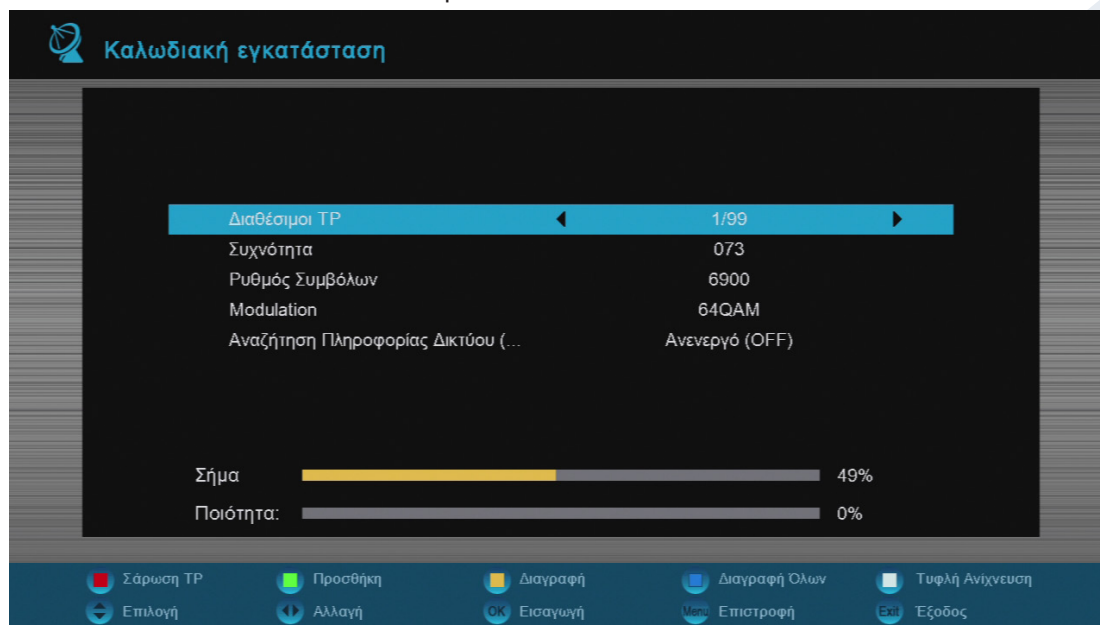 Καλωδιακή εγκατάσταση
Διαθέσιμοι TP 1/99
Συχνότητα 073
Ρυθμός Συμβόλων 6900
Modulation 64QAM
Αναζήτηση Πληροφορίας Δικτύου (... Ανενεργό (OFF)
Σήμα 49%
Ποιότητα: 0%
Σάρωση TP Προσθήκη Διαγραφή Διαγραφή Όλων Τυφλή Ανίχνευση
Επιλογή Αλλαγή OK Εισαγωγή Menu Επιστροφή Exit Έξοδος